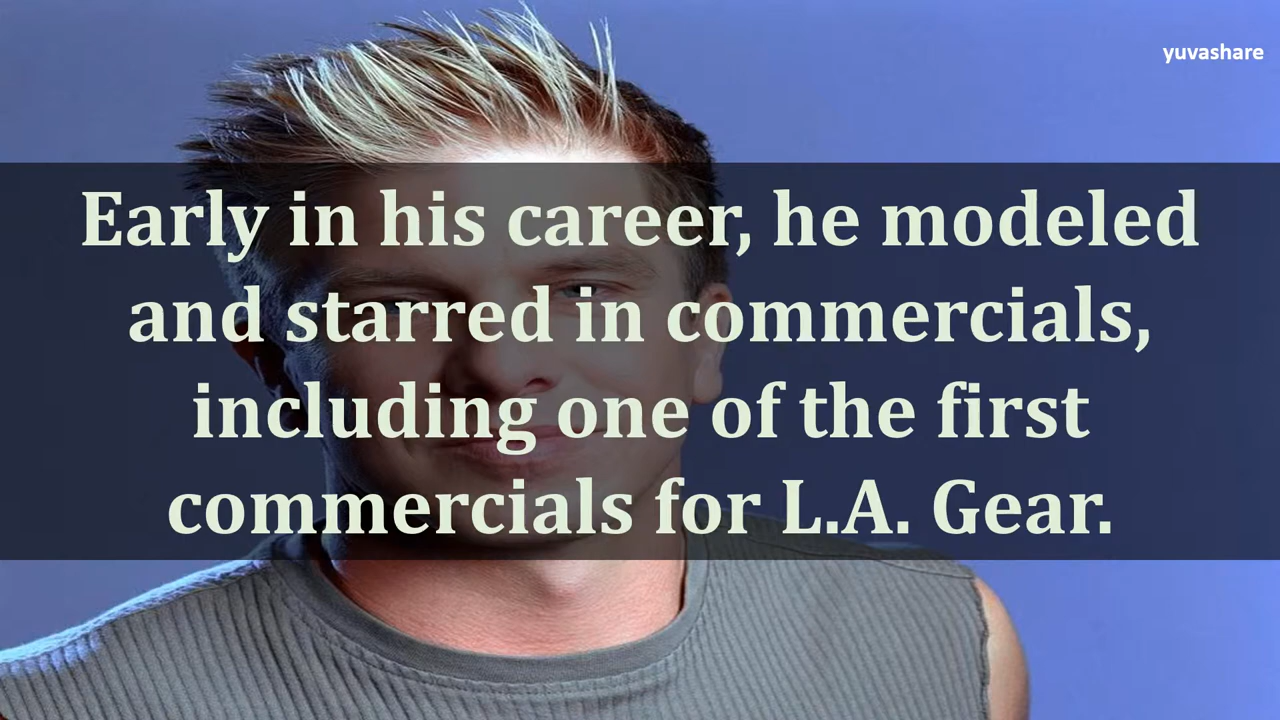 yuvashare
Early in his career, he modeled
and starred in commercials,
including one of the first
commercials for L.A. Gear.